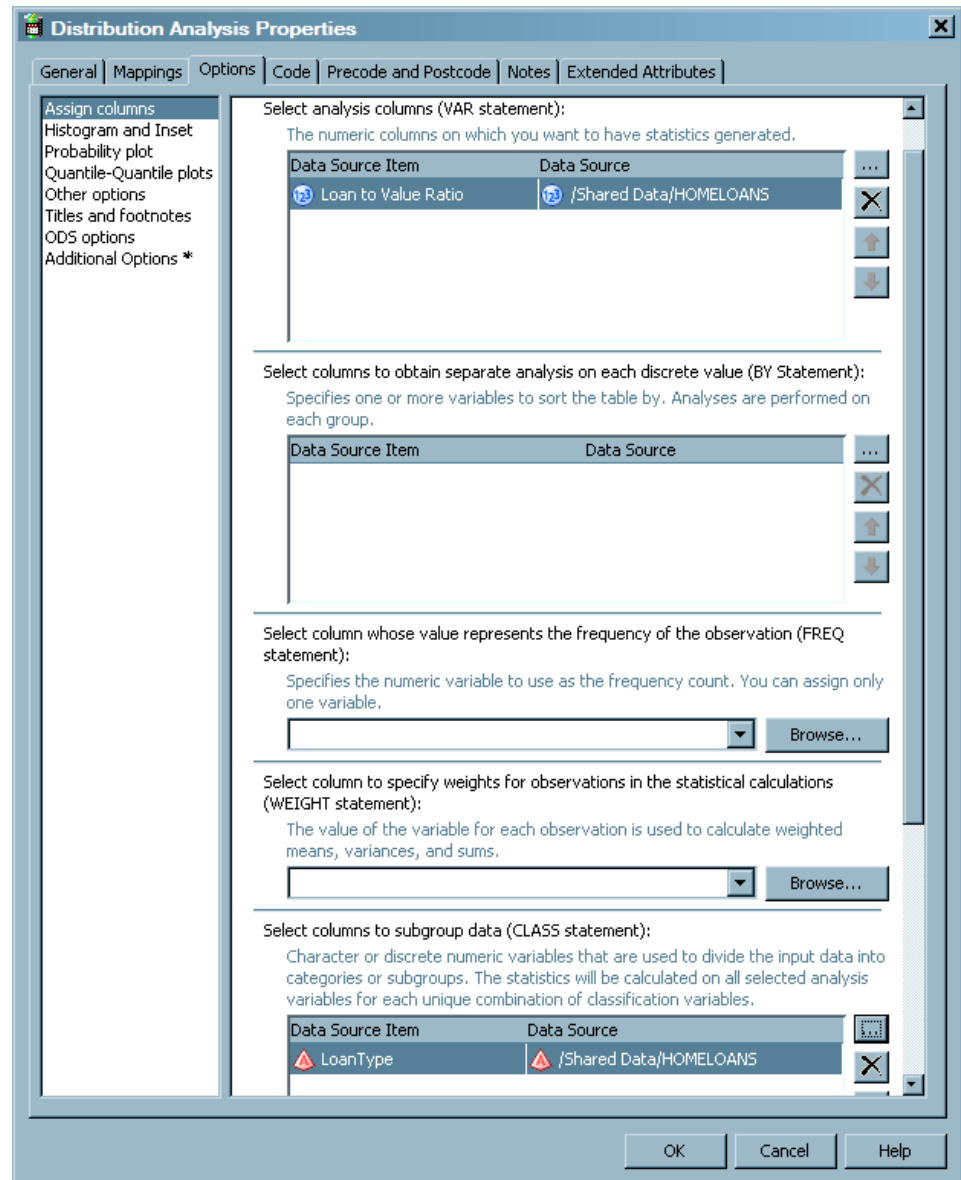 Distribution Analysis Properties
General Mappings Options Code Precode and Postcode Notes Extended Attributes
Assign columns
Histogram and Inset
Probability plot
Quantile-Quantile plots
Other options
Titles and footnotes
ODS options
Additional Options *
Select analysis columns (VAR statement):
The numeric columns on which you want to have statistics generated.
Data Source Item Data Source
...
123 Loan to Value Ratio 123 /Shared Data/HOMELOANS
Select columns to obtain separate analysis on each discrete value (BY Statement):
Specifies one or more variables to sort the table by. Analyses are performed on
each group.
Data Source Item Data Source
...
Select column whose value represents the frequency of the observation (FREQ
statement):
Specifies the numeric variable to use as the frequency count. You can assign only
one variable.
Browse...
Select column to specify weights for observations in the statistical calculations
(WEIGHT statement):
The value of the variable for each observation is used to calculate weighted
means, variances, and sums.
Browse...
Select columns to subgroup data (CLASS statement):
Character or discrete numeric variables that are used to divide the input data into
categories or subgroups. The statistics will be calculated on all selected analysis
variables for each unique combination of classification variables.
Data Source Item Data Source
...
LoanType /Shared Data/HOMELOANS
OK Cancel Help